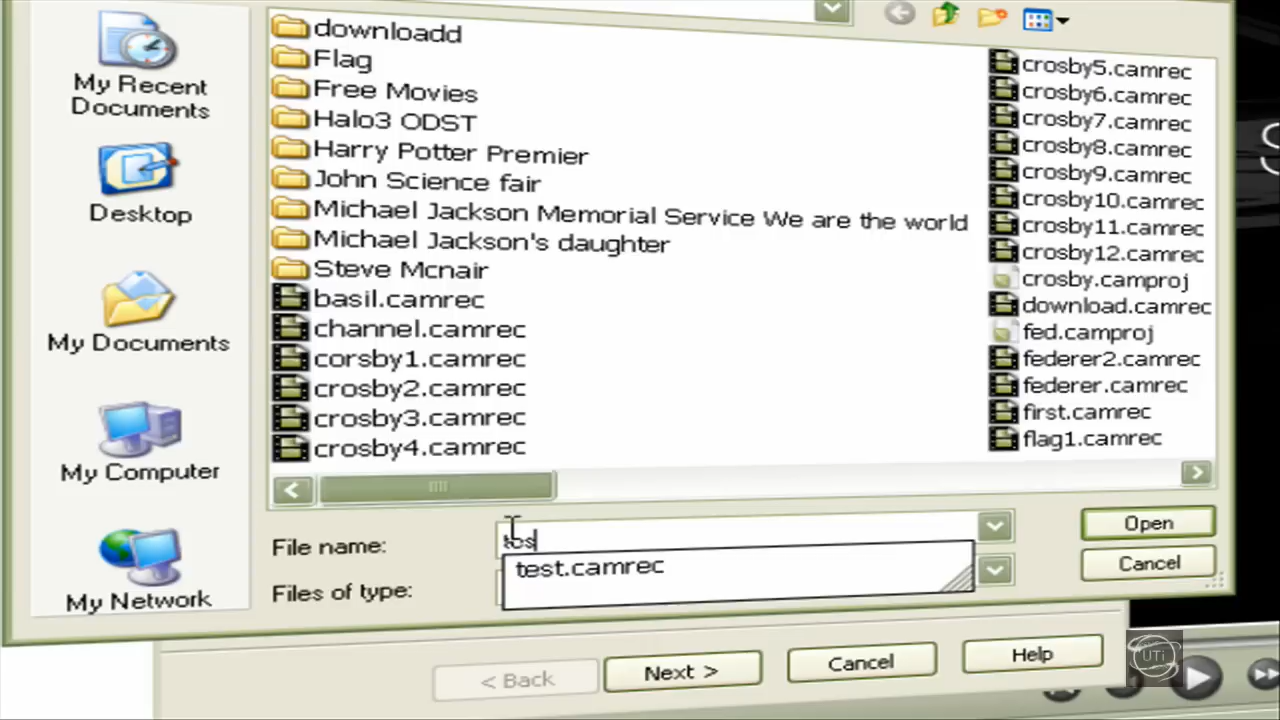 My Recent
Documents
Desktop
My Documents
My Computer
My Network
downloadd
Flag
Free Movies
Halo3 ODST
Harry Potter Premier
John Science fair
Michael Jackson Memorial Service We are the world
Michael Jackson's daughter
Steve Mcnair
basil.camrec
channel.camrec
corsby1.camrec
crosby2.camrec
crosby3.camrec
crosby4.camrec
crosby5.camrec
crosby6.camrec
crosby7.camrec
crosby8.camrec
crosby9.camrec
crosby10.camrec
crosby11.camrec
crosby12.camrec
crosby.camproj
download.camrec
fed.camproj
federer2.camrec
federer.camrec
first.camrec
flag1.camrec
File name:
test.camrec
Files of type:
Open
Cancel
< Back
Next >
Cancel
Help
UTi